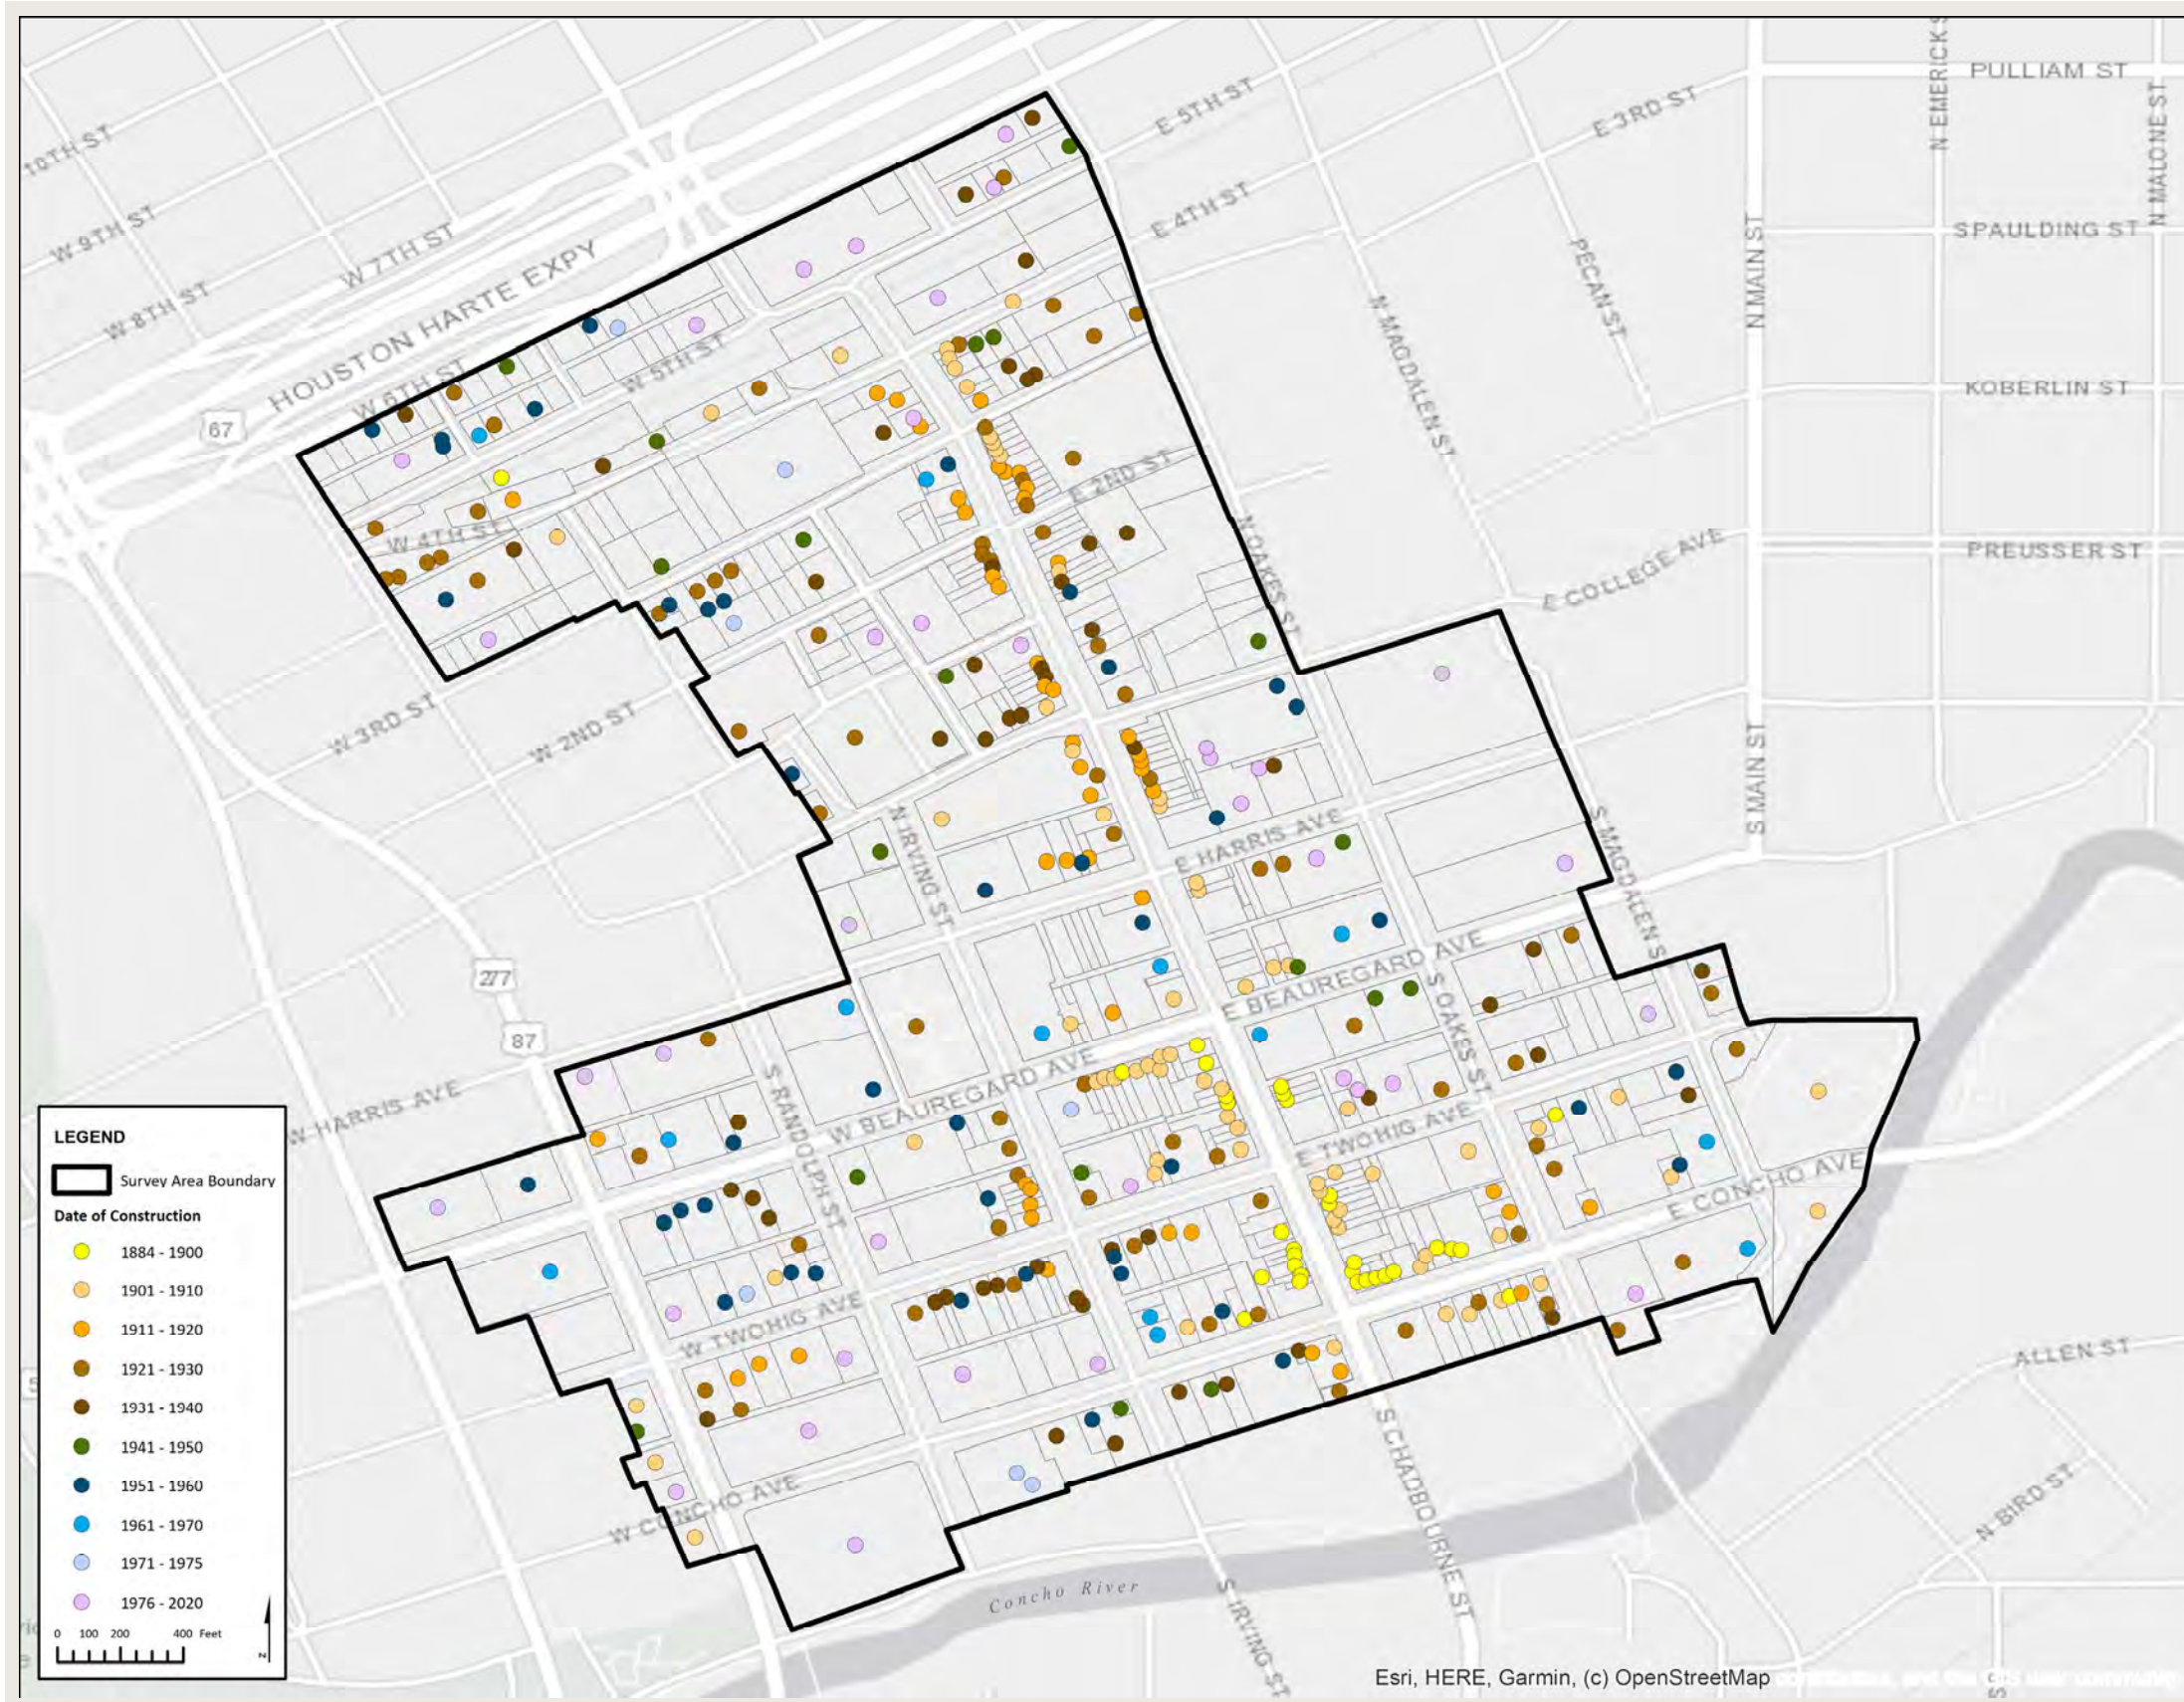 PULLIAM ST
N EMERICK S
N MALONE ST
10TH ST
W 9TH ST
W 8TH ST
W 7TH ST
HOUSTON HARTE EXPY
W 6TH ST
W 5TH ST
W 4TH ST
W 3RD ST
W 2ND ST
67
E 5TH ST
E 4TH ST
E 3RD ST
E 2ND ST
N MAGDALEN ST
PECAN ST
N MAIN ST
SPAULDING ST
KOBERLIN ST
PREUSSER ST
E COLLEGE AVE
N OAKES ST
S MAIN ST
N IRVING ST
E HARRIS AVE
S MAGDALEN S
277
87
W HARRIS AVE
E BEAUREGARD AVE
S OAKES ST
W BEAUREGARD AVE
S RANDOLPH ST
E TWOHIG AVE
E CONCHO AVE
W TWOHIG AVE
W CONCHO AVE
ALLEN ST
N BIRD ST
S CHADBOURNE ST
S IRVING ST
Concho River
LEGEND
Survey Area Boundary
Date of Construction
1884 - 1900
1901 - 1910
1911 - 1920
1921 - 1930
1931 - 1940
1941 - 1950
1951 - 1960
1961 - 1970
1971 - 1975
1976 - 2020
0 100 200 400 Feet
N
Esri, HERE, Garmin, (c) OpenStreetMap